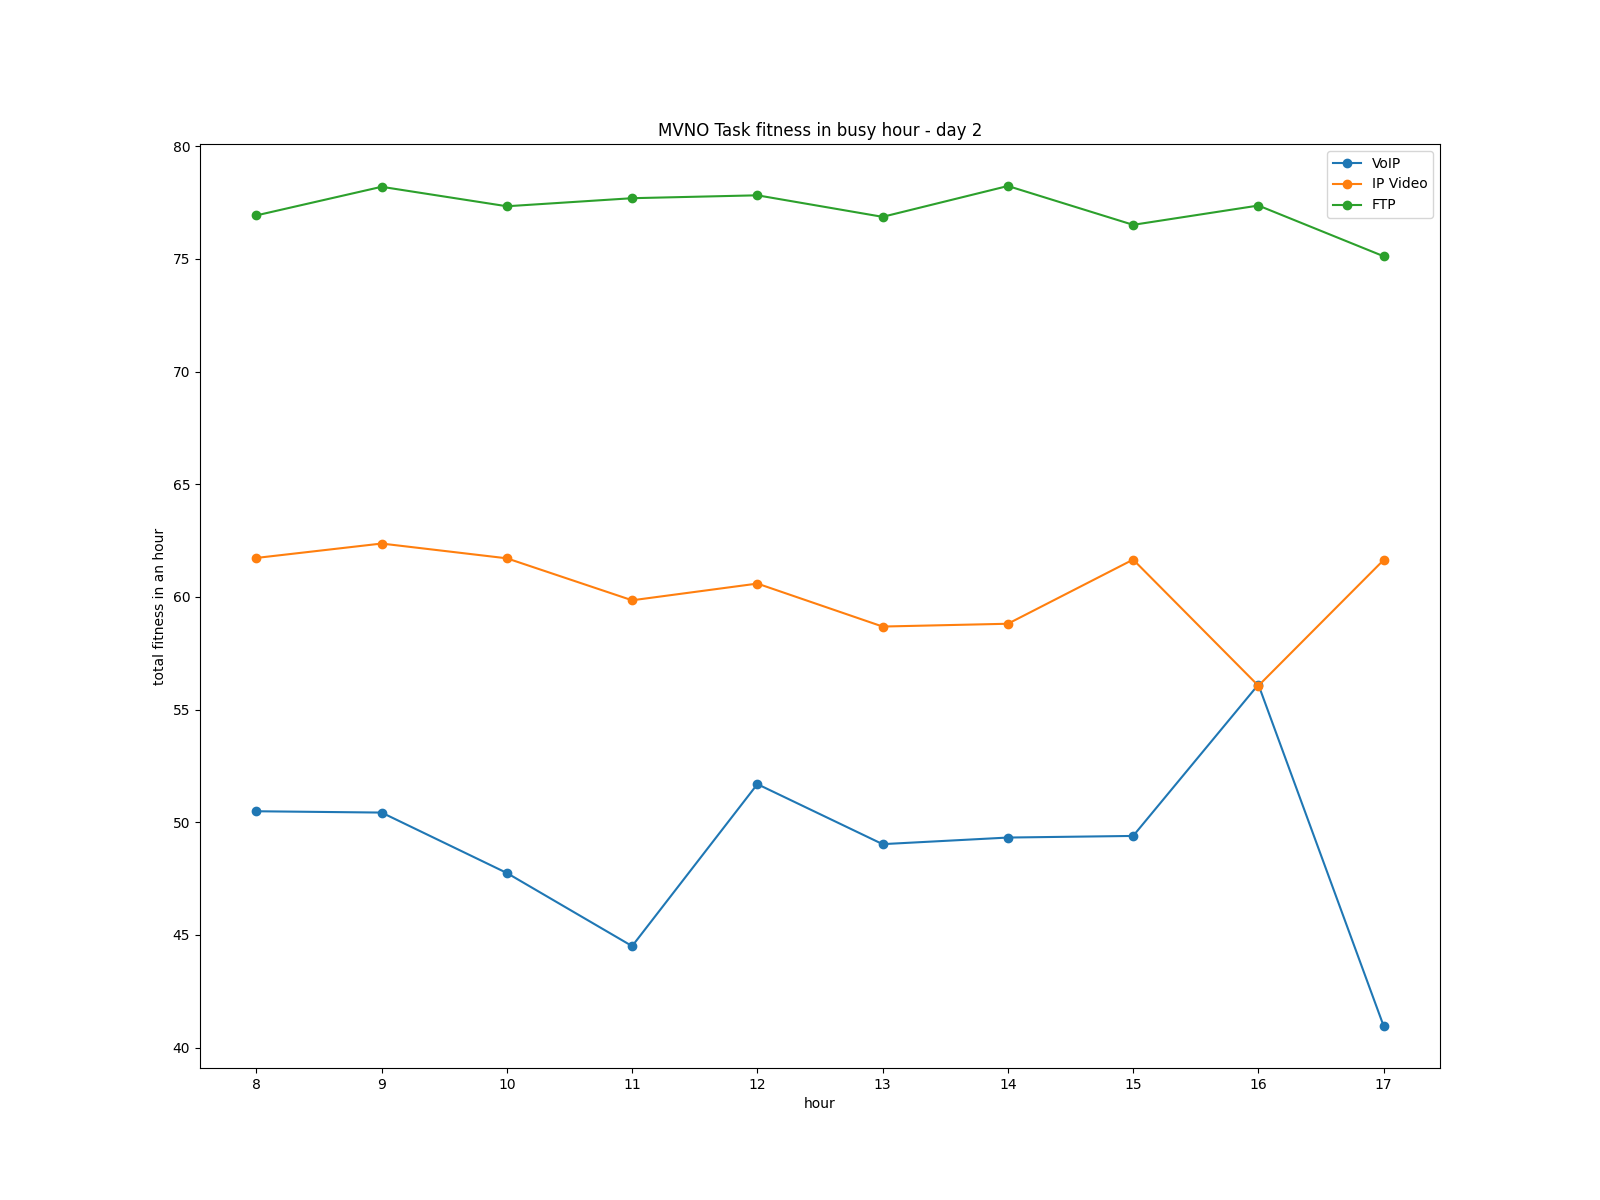 MVNO Task fitness in busy hour - day 2
VoIP
IP Video
FTP
80
75
70
65
60
55
50
45
40
total fitness in an hour
8 9 10 11 12 13 14 15 16 17
hour